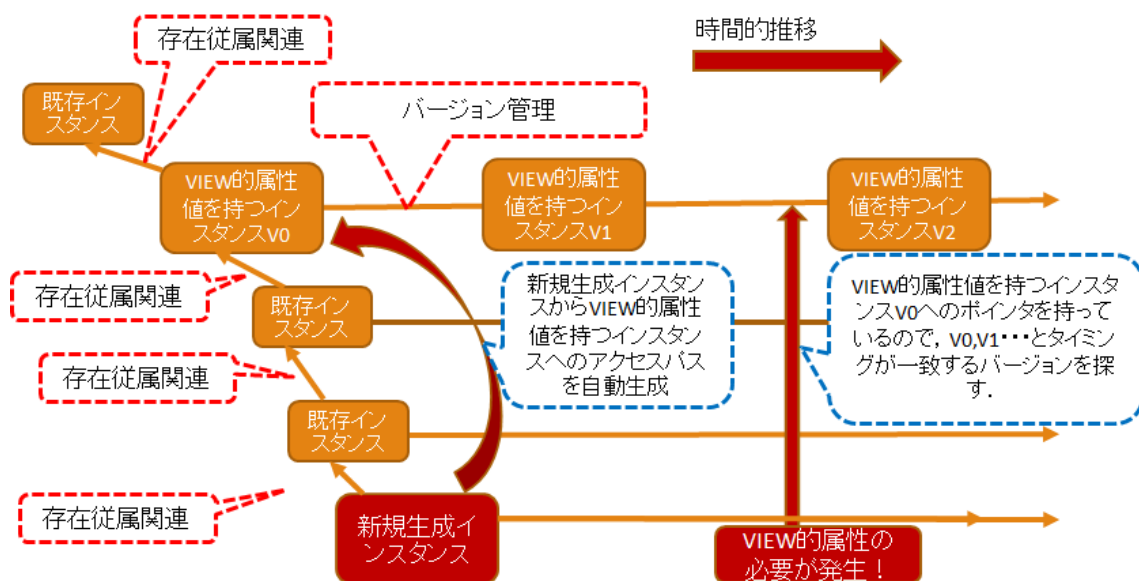 存在従属関連
時間的推移
既存イン
スタンス
バージョン管理
VIEW的属性
値を持つイン
スタンスV0
VIEW的属性
値を持つイン
スタンスV1
VIEW的属性
値を持つイン
スタンスV2
存在従属関連
既存イン
スタンス
新規生成インスタン
スからVIEW的属性
値を持つインスタン
スへのアクセスパス
を自動生成
VIEW的属性値を持つインスタ
ンスV0へのポインタを持って
いるので，V0,V1・・・とタイミン
グが一致するバージョンを探
す．
存在従属関連
既存イン
スタンス
存在従属関連
新規生成イ
ンスタンス
VIEW的属性の
必要が発生！